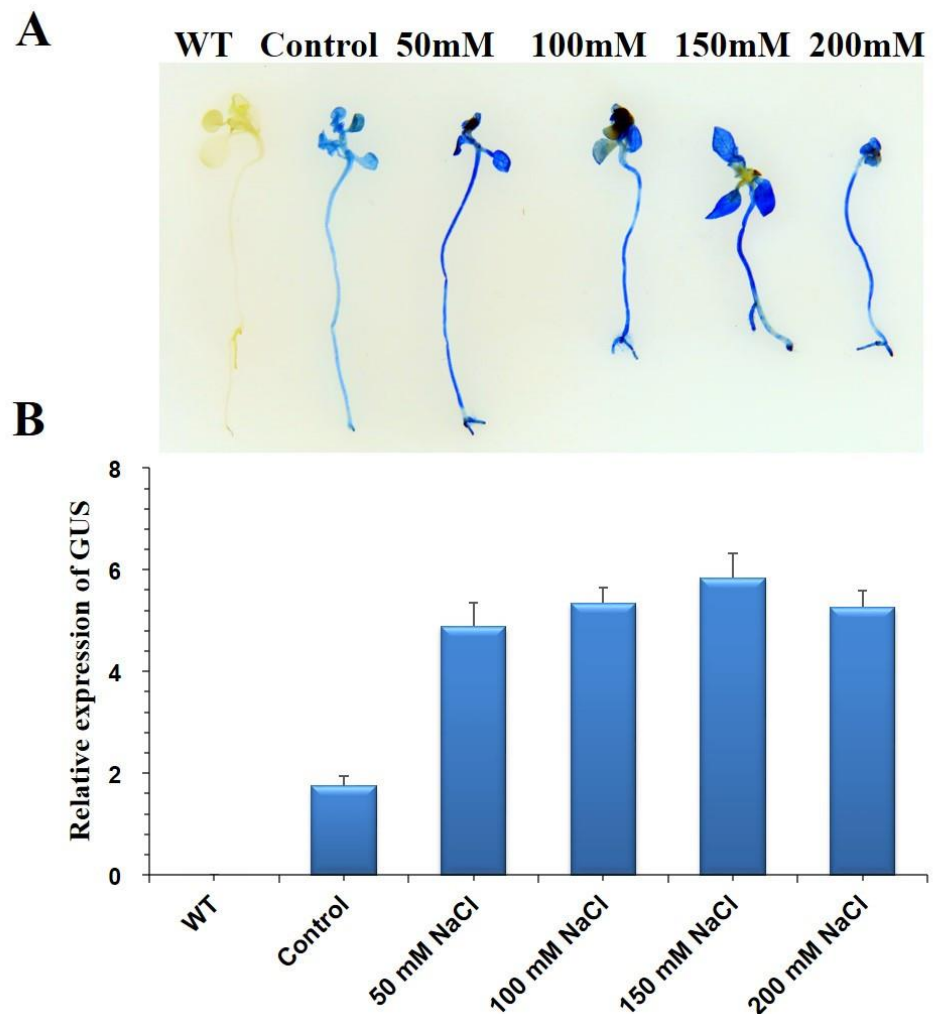 A
WT Control 50mM 100mM 150mM 200mM
B
Relative expression of GUS
8
6
4
2
0
WT
Control
50 mM NaCl
100 mM NaCl
150 mM NaCl
200 mM NaCl